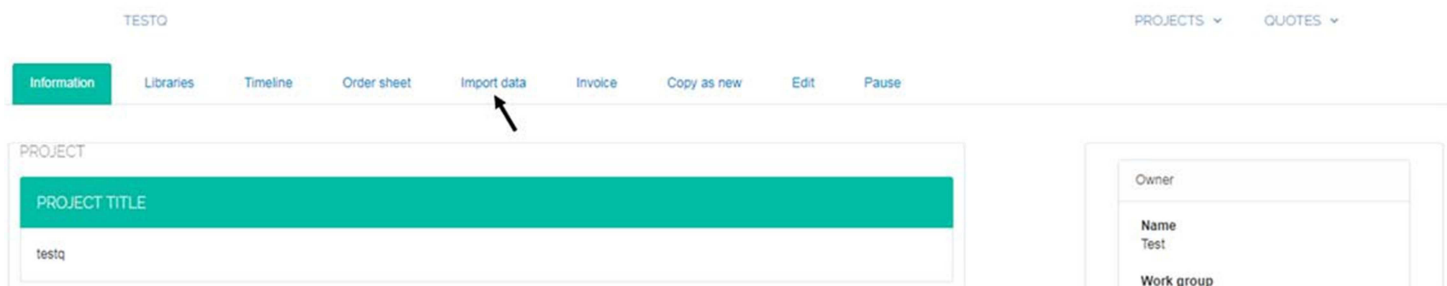 TESTQ PROJECTS QUOTES
Information Libraries Timeline Order sheet Import data Invoice Copy as new Edit Pause
PROJECT
PROJECT TITLE
testq
Owner
Name
Test
Work group